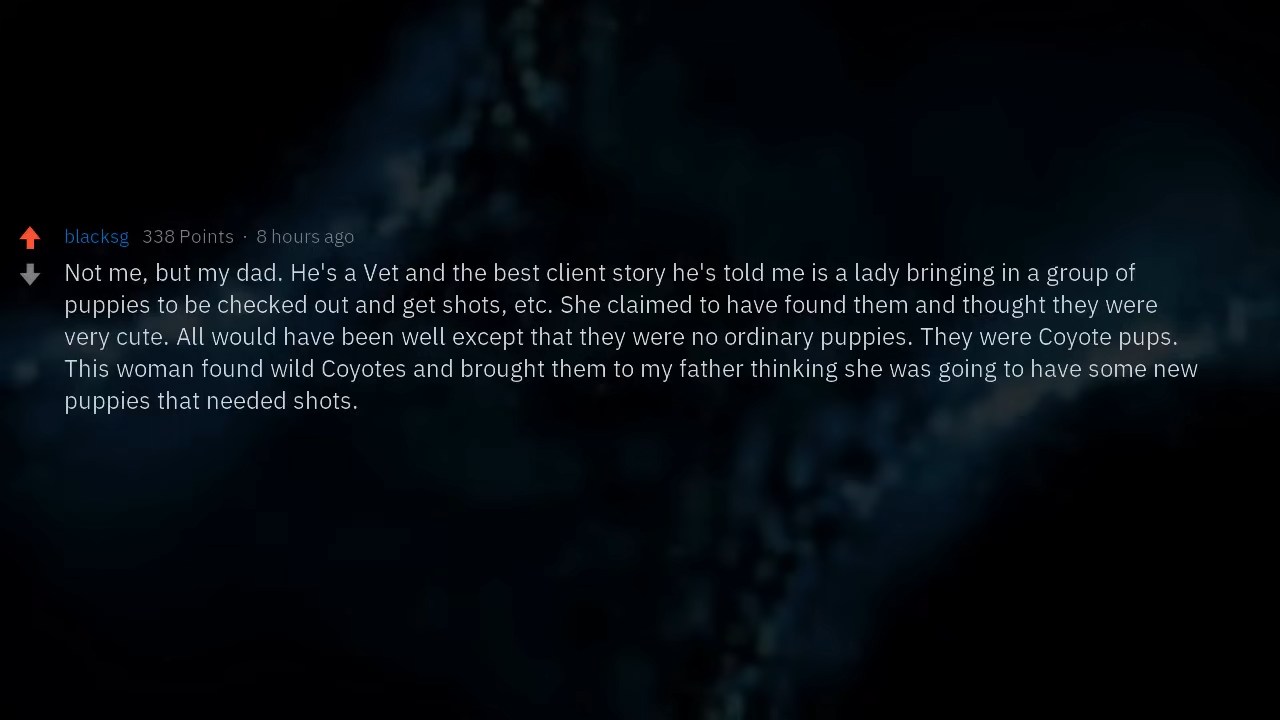 blacksg 338 Points · 8 hours ago
Not me, but my dad. He's a Vet and the best client story he's told me is a lady bringing in a group of
puppies to be checked out and get shots, etc. She claimed to have found them and thought they were
very cute. All would have been well except that they were no ordinary puppies. They were Coyote pups.
This woman found wild Coyotes and brought them to my father thinking she was going to have some new
puppies that needed shots.